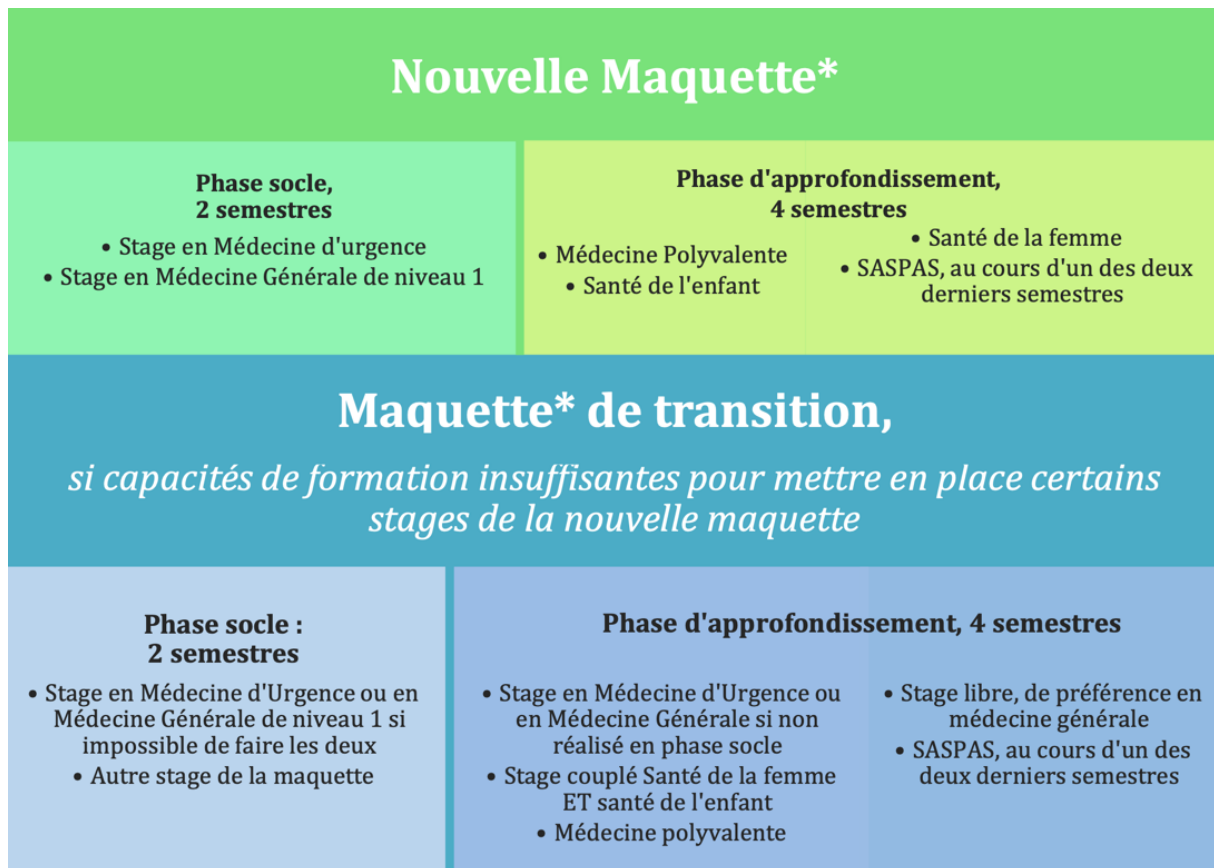 Nouvelle Maquette*
Phase socle,
2 semestres
• Stage en Médecine d'urgence
• Stage en Médecine Générale de niveau 1
Phase d'approfondissement,
4 semestres
• Médecine Polyvalente
• Santé de l'enfant
• Santé de la femme
• SASPAS, au cours d'un des deux
derniers semestres
Maquette* de transition,
si capacités de formation insuffisantes pour mettre en place certains
stages de la nouvelle maquette
Phase socle :
2 semestres
• Stage en Médecine d'Urgence ou en
Médecine Générale de niveau 1 si
impossible de faire les deux
• Autre stage de la maquette
Phase d'approfondissement, 4 semestres
• Stage en Médecine d'Urgence ou
en Médecine Générale si non
réalisé en phase socle
• Stage couplé Santé de la femme
ET santé de l'enfant
• Médecine polyvalente
• Stage libre, de préférence en
médecine générale
• SASPAS, au cours d'un des
deux derniers semestres